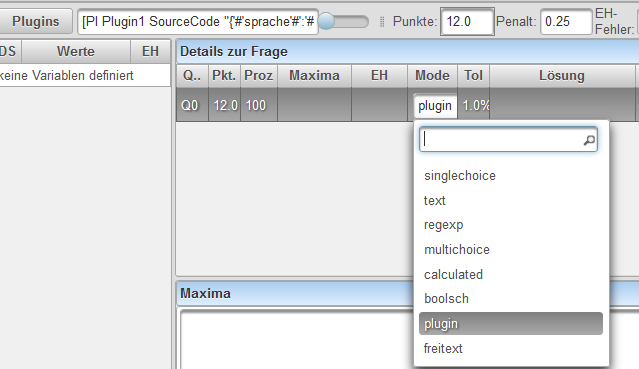 Plugins [PI Plugin1 SourceCode "{'#'sprache'#':'# Punkte: 12.0 Penalt: 0.25 EH-Fehler:
DS Werte EH
keine Variablen definiert
Details zur Frage
Q.. Pkt. Proz Maxima EH Mode Tol Lösung
Q0 12.0 100 plugin 1.0%
singlechoice
text
regexp
multichoice
calculated
boolsch
plugin
freitext
Maxima